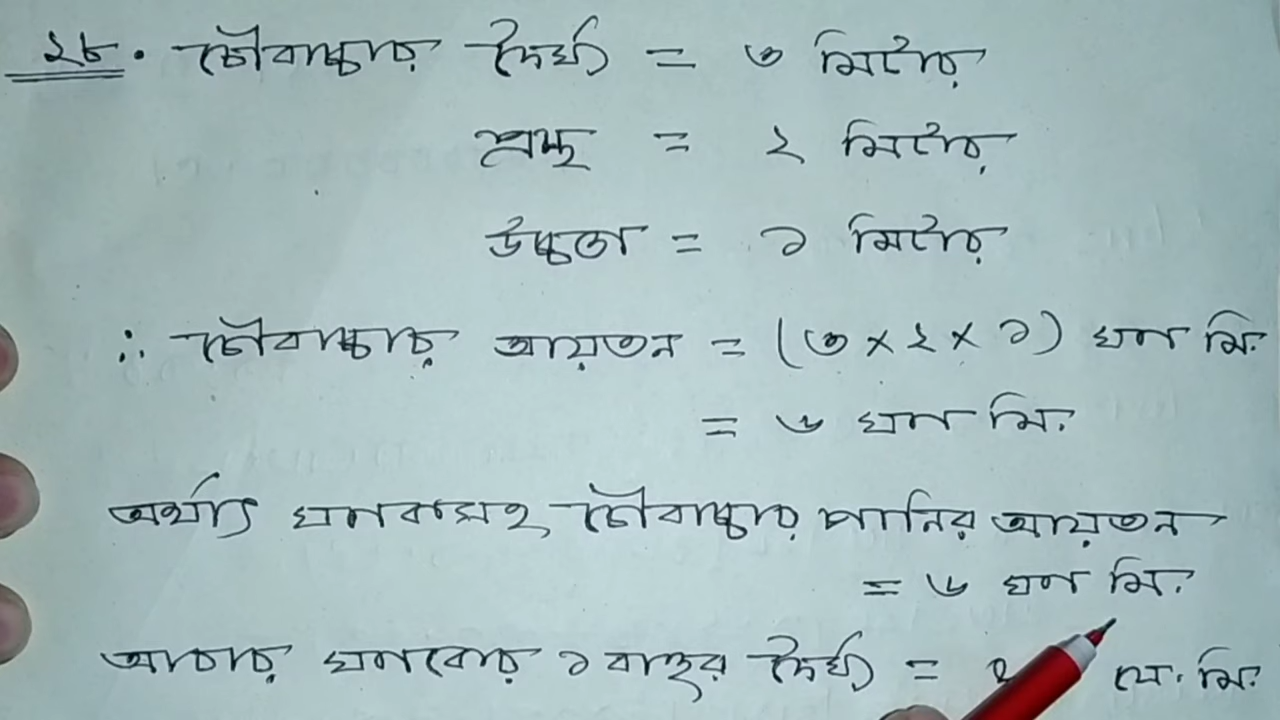 ২৮. চৌবাচ্চার দৈর্ঘ্য = ৩ মিটার
প্রস্থ = ২ মিটার
উচ্চতা = ১ মিটার
∴ চৌবাচ্চার আয়তন = (৩ × ২ × ১) ঘন মি.
= ৬ ঘন মি.
অর্থাৎ ঘনকসহ চৌবাচ্চার পানির আয়তন
= ৬ ঘন মি.
আবার ঘনকের ১ বাহুর দৈর্ঘ্য = সে. মি.